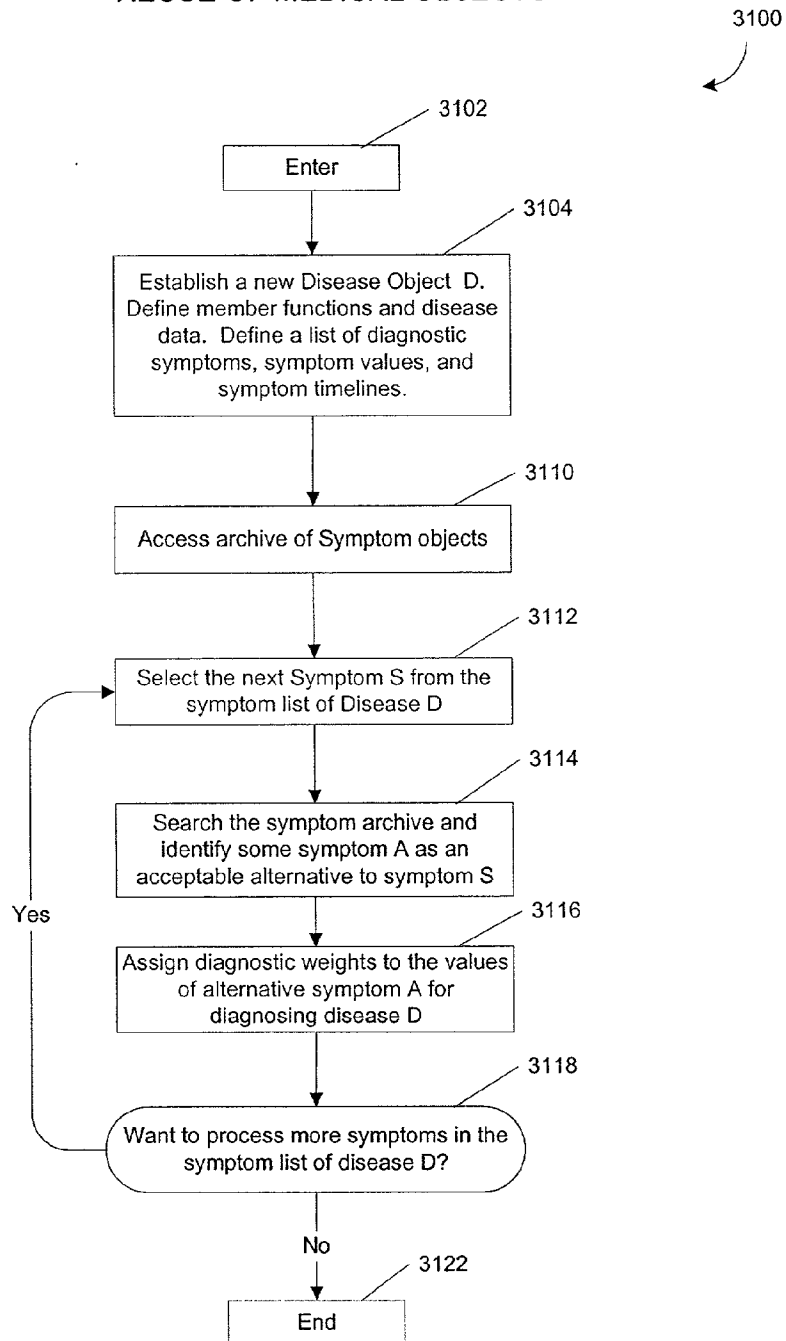 3100
3102
Enter
3104
Establish a new Disease Object D.
Define member functions and disease
data. Define a list of diagnostic
symptoms, symptom values, and
symptom timelines.
3110
Access archive of Symptom objects
3112
Select the next Symptom S from the
symptom list of Disease D
3114
Search the symptom archive and
identify some symptom A as an
acceptable alternative to symptom S
Yes
3116
Assign diagnostic weights to the values
of alternative symptom A for
diagnosing disease D
3118
Want to process more symptoms in the
symptom list of disease D?
No
3122
End